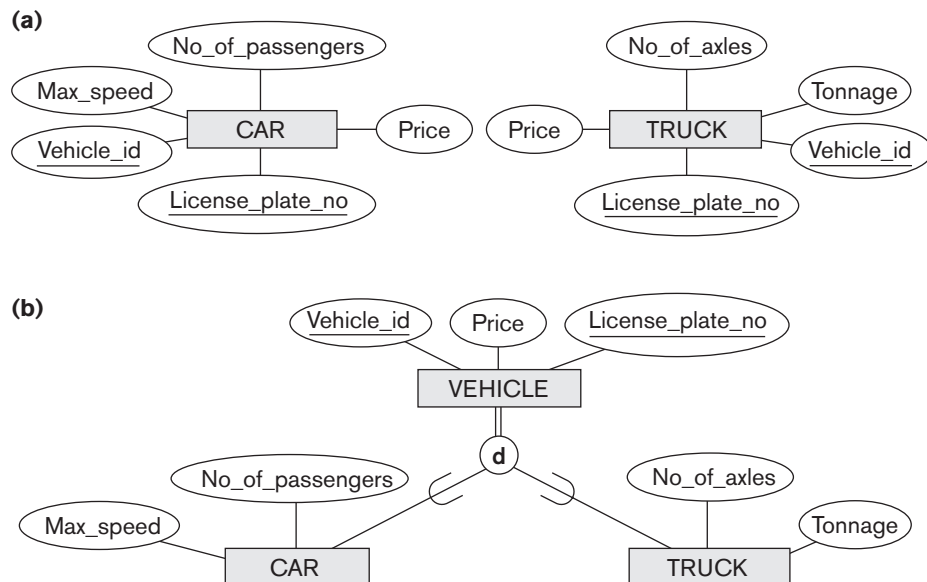 (a)
No_of_passengers
No_of_axles
Max_speed
Tonnage
CAR
Price
Price
TRUCK
Vehicle_id
Vehicle_id
License_plate_no
License_plate_no
(b)
Vehicle_id
Price
License_plate_no
VEHICLE
d
No_of_passengers
No_of_axles
Max_speed
Tonnage
CAR
TRUCK